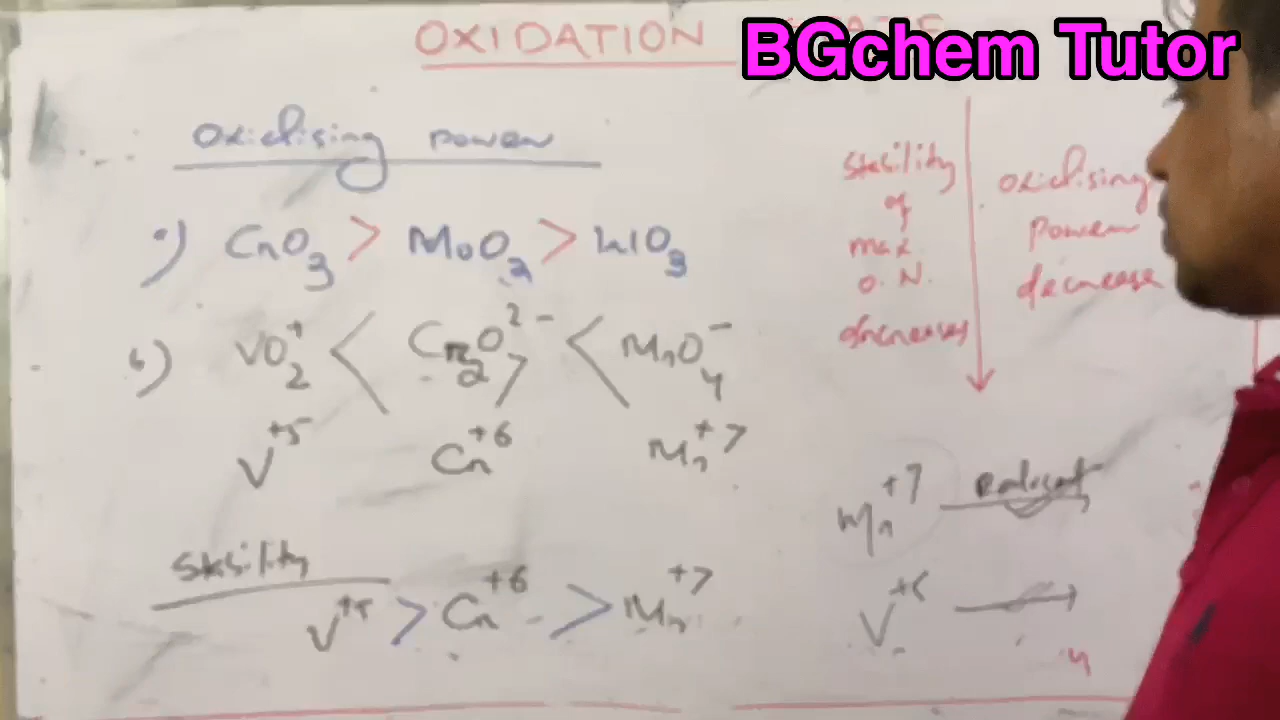 OXIDATION
BGchem Tutor
Oxidising power
a) CrO3 > MoO3 > WO3
b) VO2+ < Cr2O7 2- < MnO4-
V+5 Cr+6 Mn+7
Stability
V+5 > Cr+6 > Mn+7
Stability
of
max
O.N.
decreases
Oxidising
power
decrease
Mn+7
V+5
4